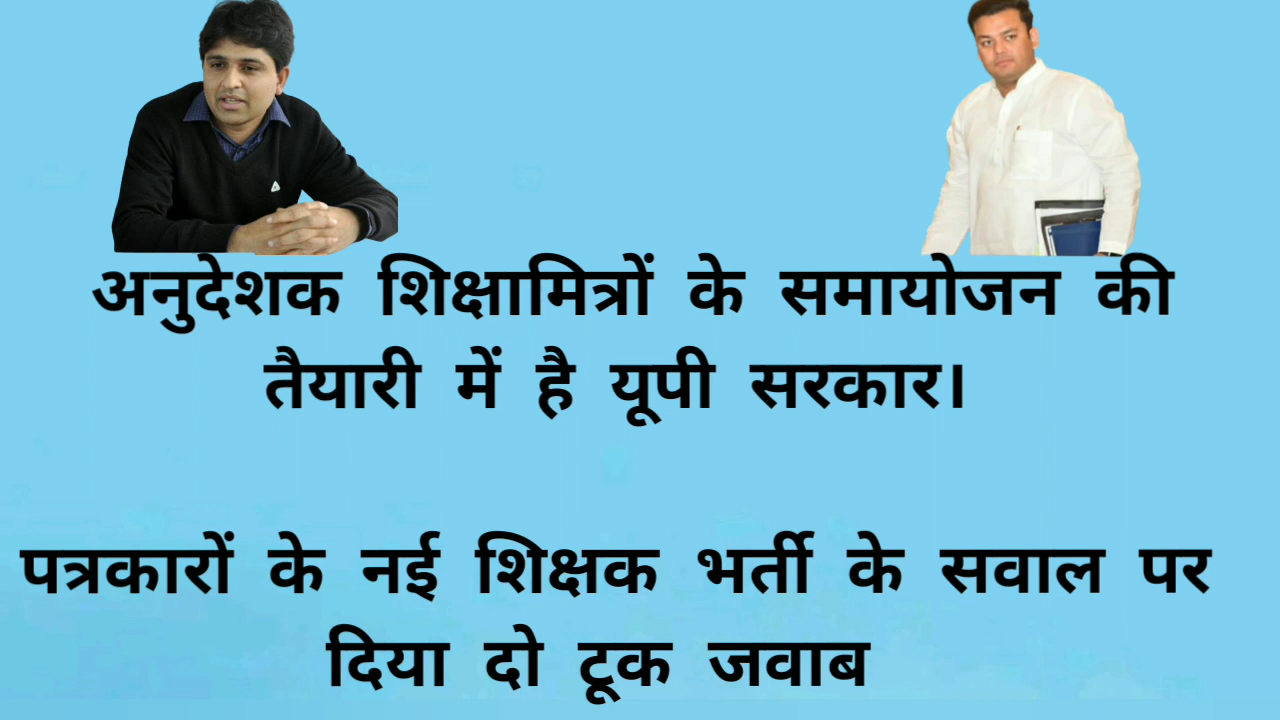 अनुदेशक शिक्षामित्रों के समायोजन की
तैयारी में है यूपी सरकार।
पत्रकारों के नई शिक्षक भर्ती के सवाल पर
दिया दो टूक जवाब